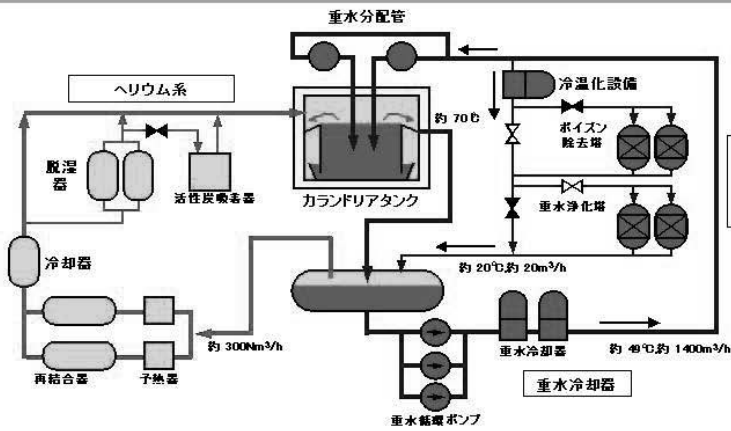 重水分配管
ヘリウム系
冷温化設備
約 70℃
ポイズン
除去塔
脱湿
器
活性炭吸着器
カランドリアタンク
重水浄化塔
冷却器
約 20℃, 約 20m³/h
約 300Nm³/h
再結合器
予熱器
重水冷却器
約 49℃, 約 1400m³/h
重水冷却器
重水循環ポンプ